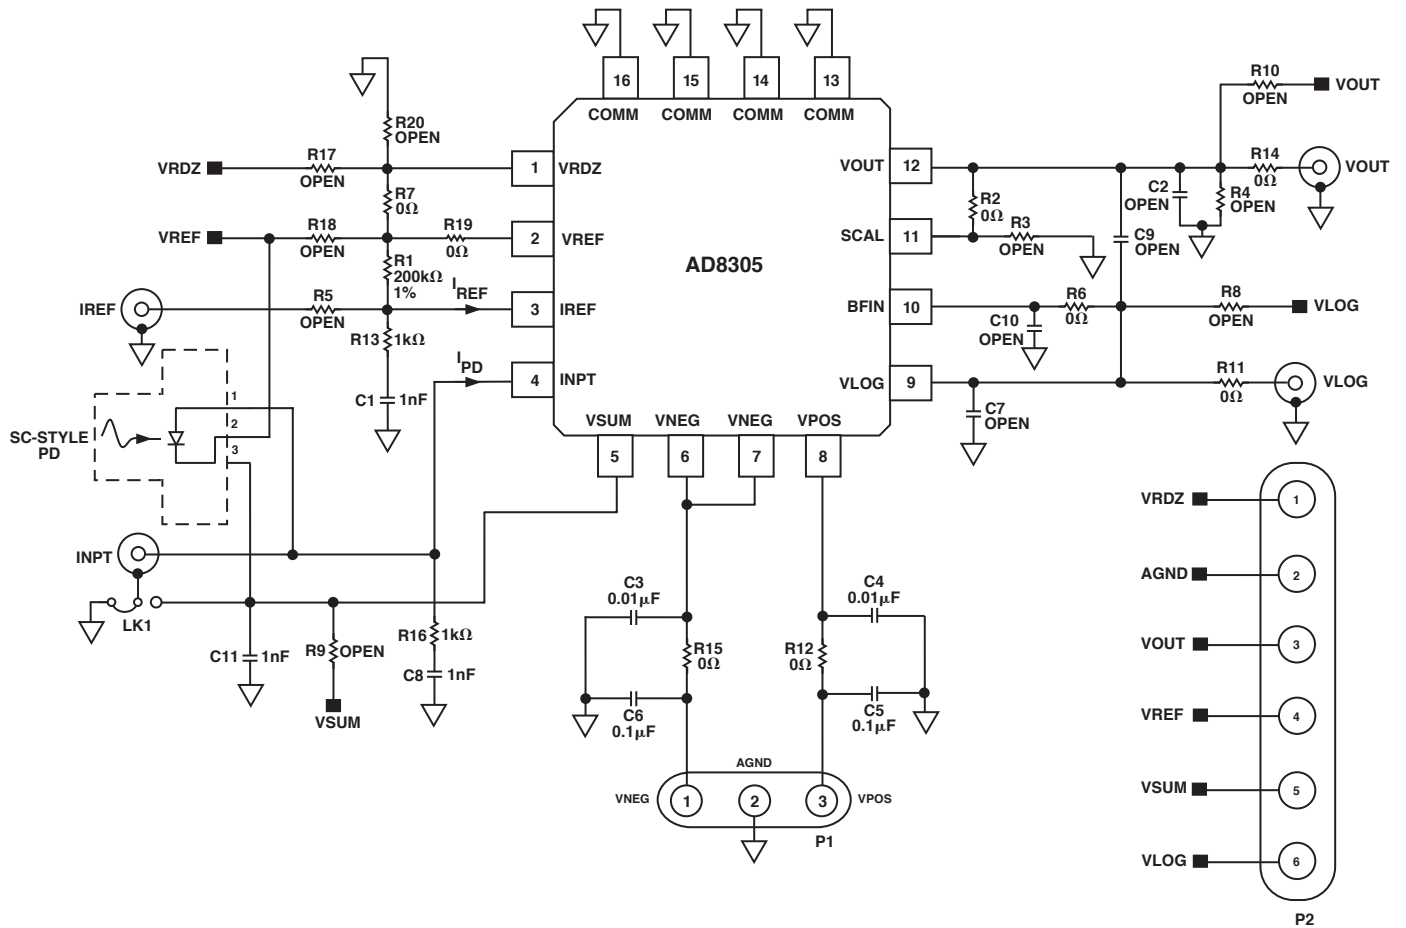 16 15 14 13
COMM COMM COMM COMM
R10
OPEN
VOUT
R20
OPEN
VRDZ
R17
OPEN
1 VRDZ
VOUT 12
R14
0Ω
VOUT
R7
0Ω
C2
OPEN
R4
OPEN
R2
0Ω
VREF
R18
OPEN
R19
0Ω
2 VREF
SCAL 11
R3
OPEN
C9
OPEN
AD8305
R1
200kΩ
1%
I REF
IREF
R5
OPEN
3 IREF
BFIN 10
R6
0Ω
R8
OPEN
VLOG
C10
OPEN
R13 1kΩ
I PD
4 INPT
VLOG 9
R11
0Ω
VLOG
C1 1nF
C7
OPEN
SC-STYLE
PD
1
2
3
VSUM VNEG VNEG VPOS
5 6 7 8
INPT
LK1
C11 1nF
R9 OPEN
VSUM
R16 1kΩ
C8 1nF
C3
0.01µF
C4
0.01µF
R15
0Ω
R12
0Ω
C6
0.1µF
C5
0.1µF
AGND
VNEG 1 2 3 VPOS
P1
VRDZ 1
AGND 2
VOUT 3
VREF 4
VSUM 5
VLOG 6
P2